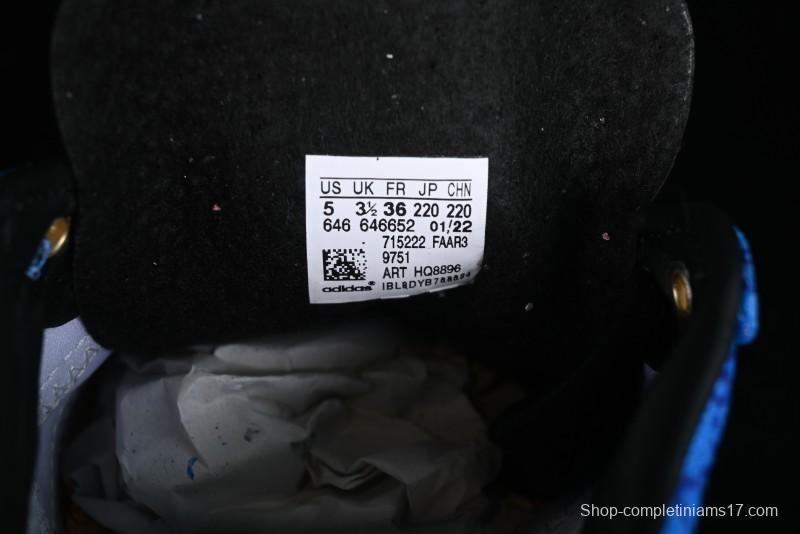 US UK FR JP CHN
5 3½ 36 220 220
646 646652 01/22
715222 FAAR3
9751
ART HQ8896
adidas®
Shop-completiniams17.com